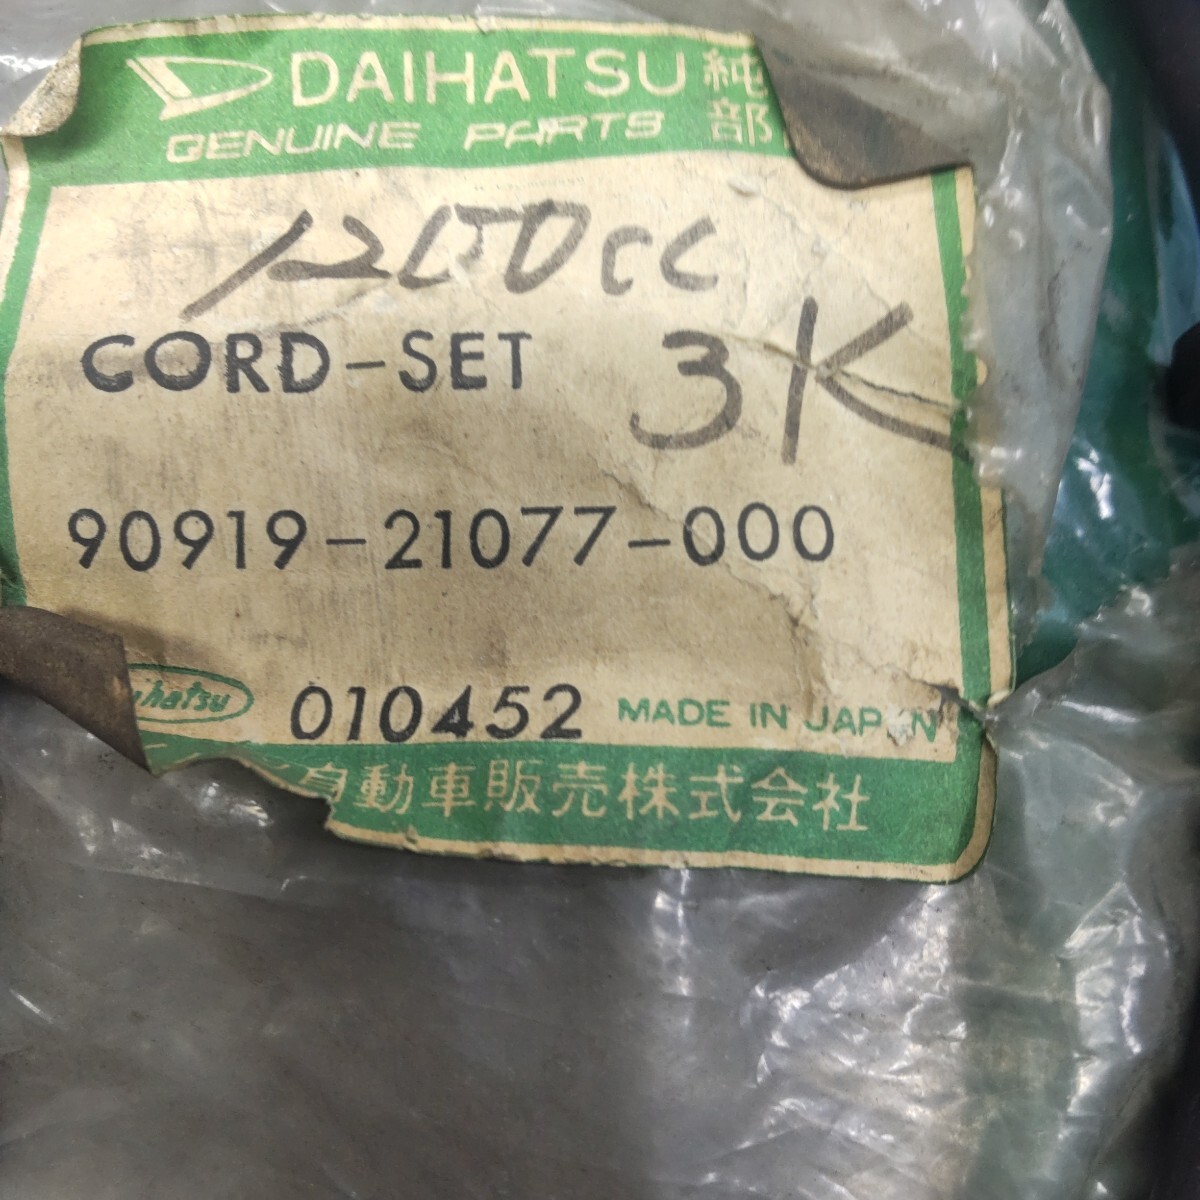 DAIHATSU 純
GENUINE PARTS 部
1200cc
CORD-SET 3K
90919-21077-000
ihatsu 010452 MADE IN JAPAN
自動車販売株式会社